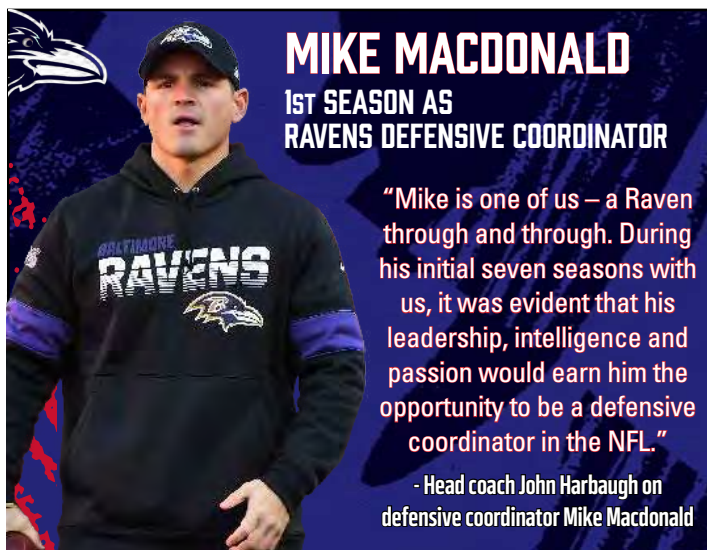 MIKE MACDONALD
1ST SEASON AS
RAVENS DEFENSIVE COORDINATOR
“Mike is one of us – a Raven
through and through. During
his initial seven seasons with
us, it was evident that his
leadership, intelligence and
passion would earn him the
opportunity to be a defensive
coordinator in the NFL.”
- Head coach John Harbaugh on
defensive coordinator Mike Macdonald
BALTIMORE
RAVENS
B